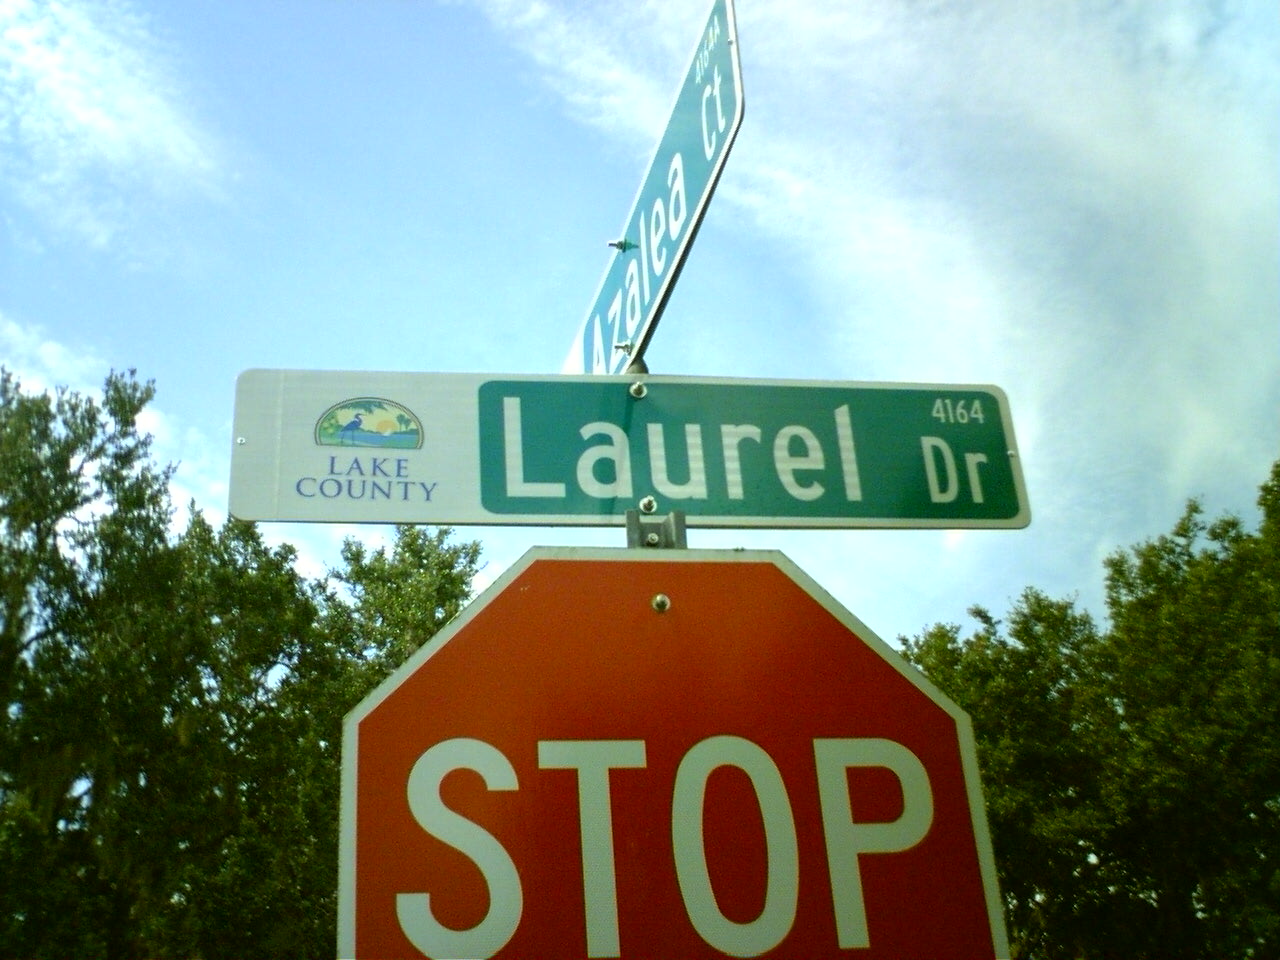 4164A
Azalea Ct
LAKE
COUNTY
Laurel Dr
4164
STOP